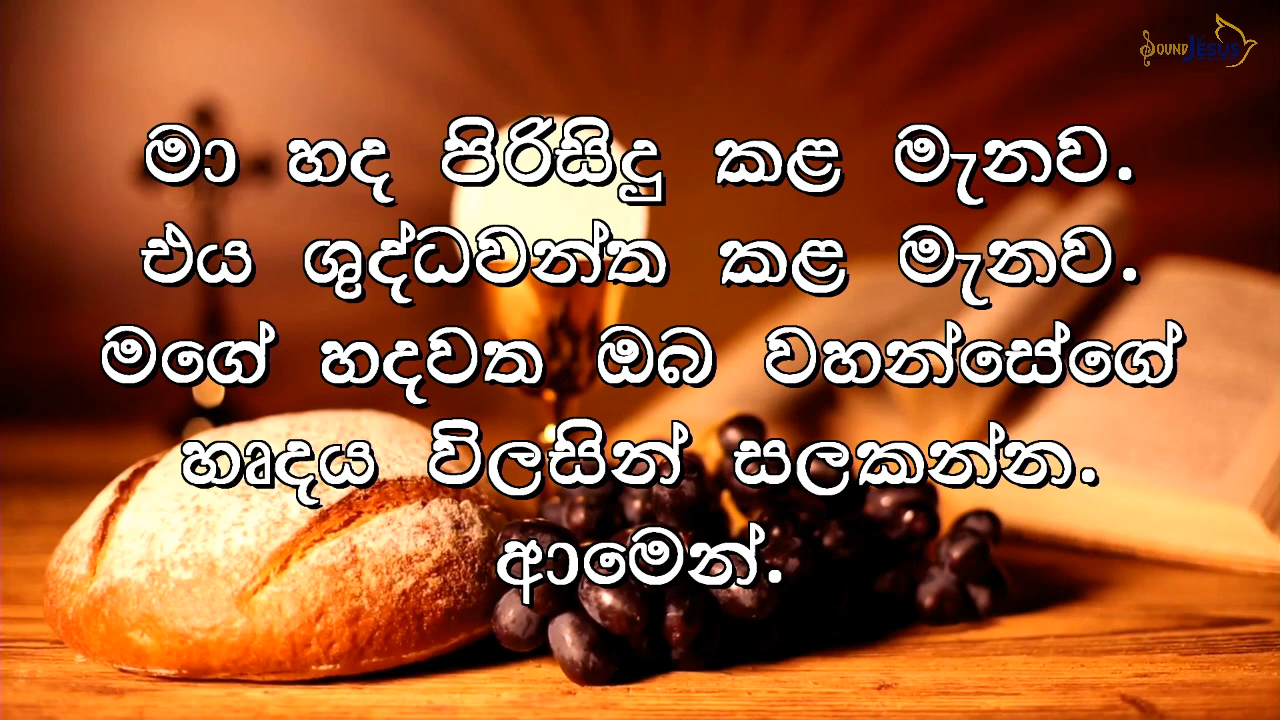 SOUND JESUS
මා හද පිරිසිදු කළ මැනව.
එය ශුද්ධවන්ත කළ මැනව.
මගේ හදවත ඔබ වහන්සේගේ
හෘදය විලසින් සලකන්න.
ආමෙන්.